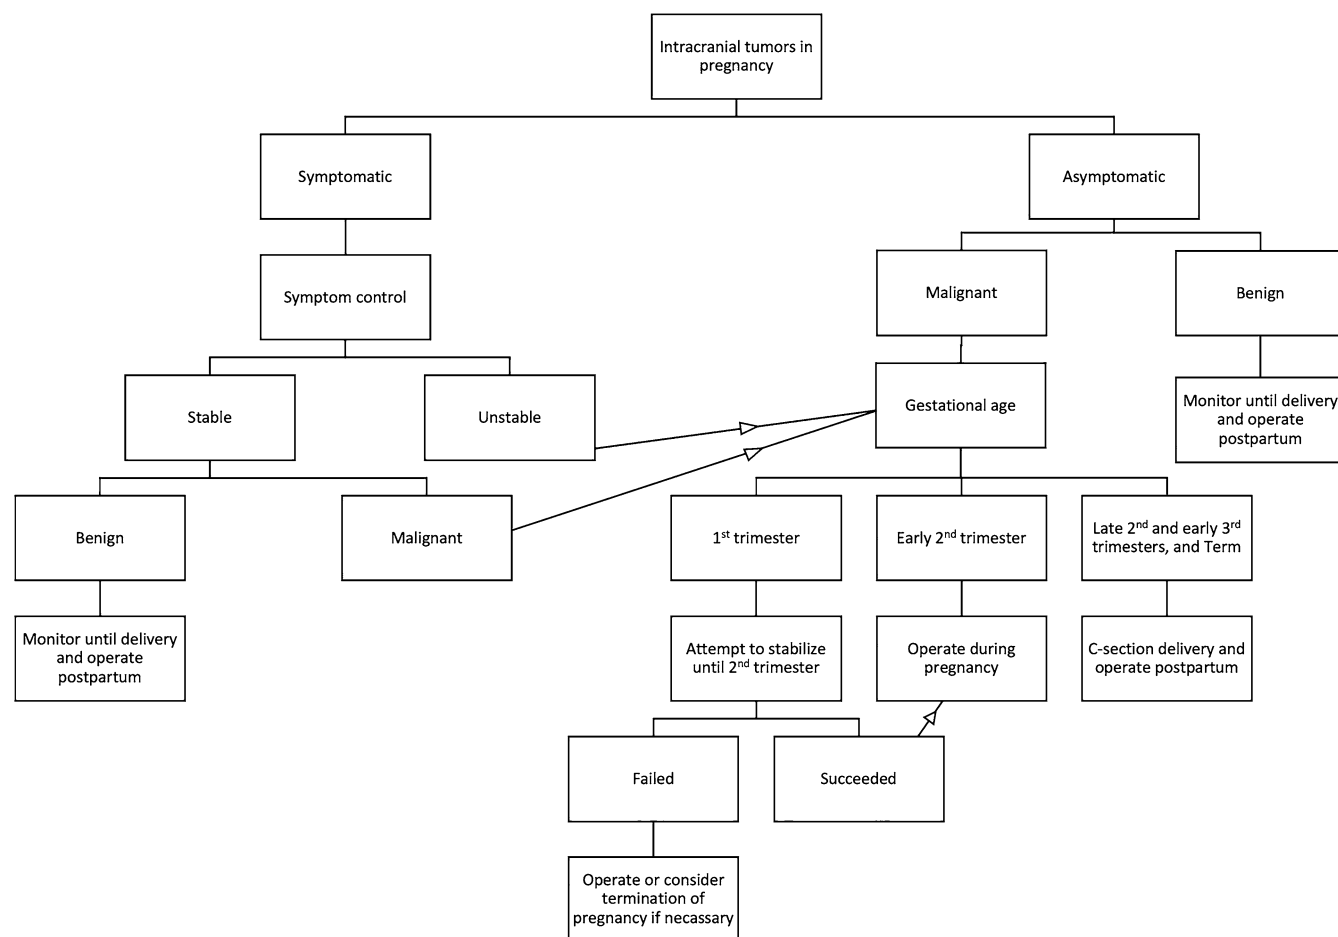 Intracranial tumors in
pregnancy
Symptomatic
Asymptomatic
Symptom control
Malignant
Benign
Stable
Unstable
Gestational age
Monitor until delivery
and operate
postpartum
Benign
Malignant
1st trimester
Early 2nd trimester
Late 2nd and early 3rd
trimesters, and Term
Monitor until delivery
and operate
postpartum
Attempt to stabilize
until 2nd trimester
Operate during
pregnancy
C-section delivery and
operate postpartum
Failed
Succeeded
Operate or consider
termination of
pregnancy if necassary